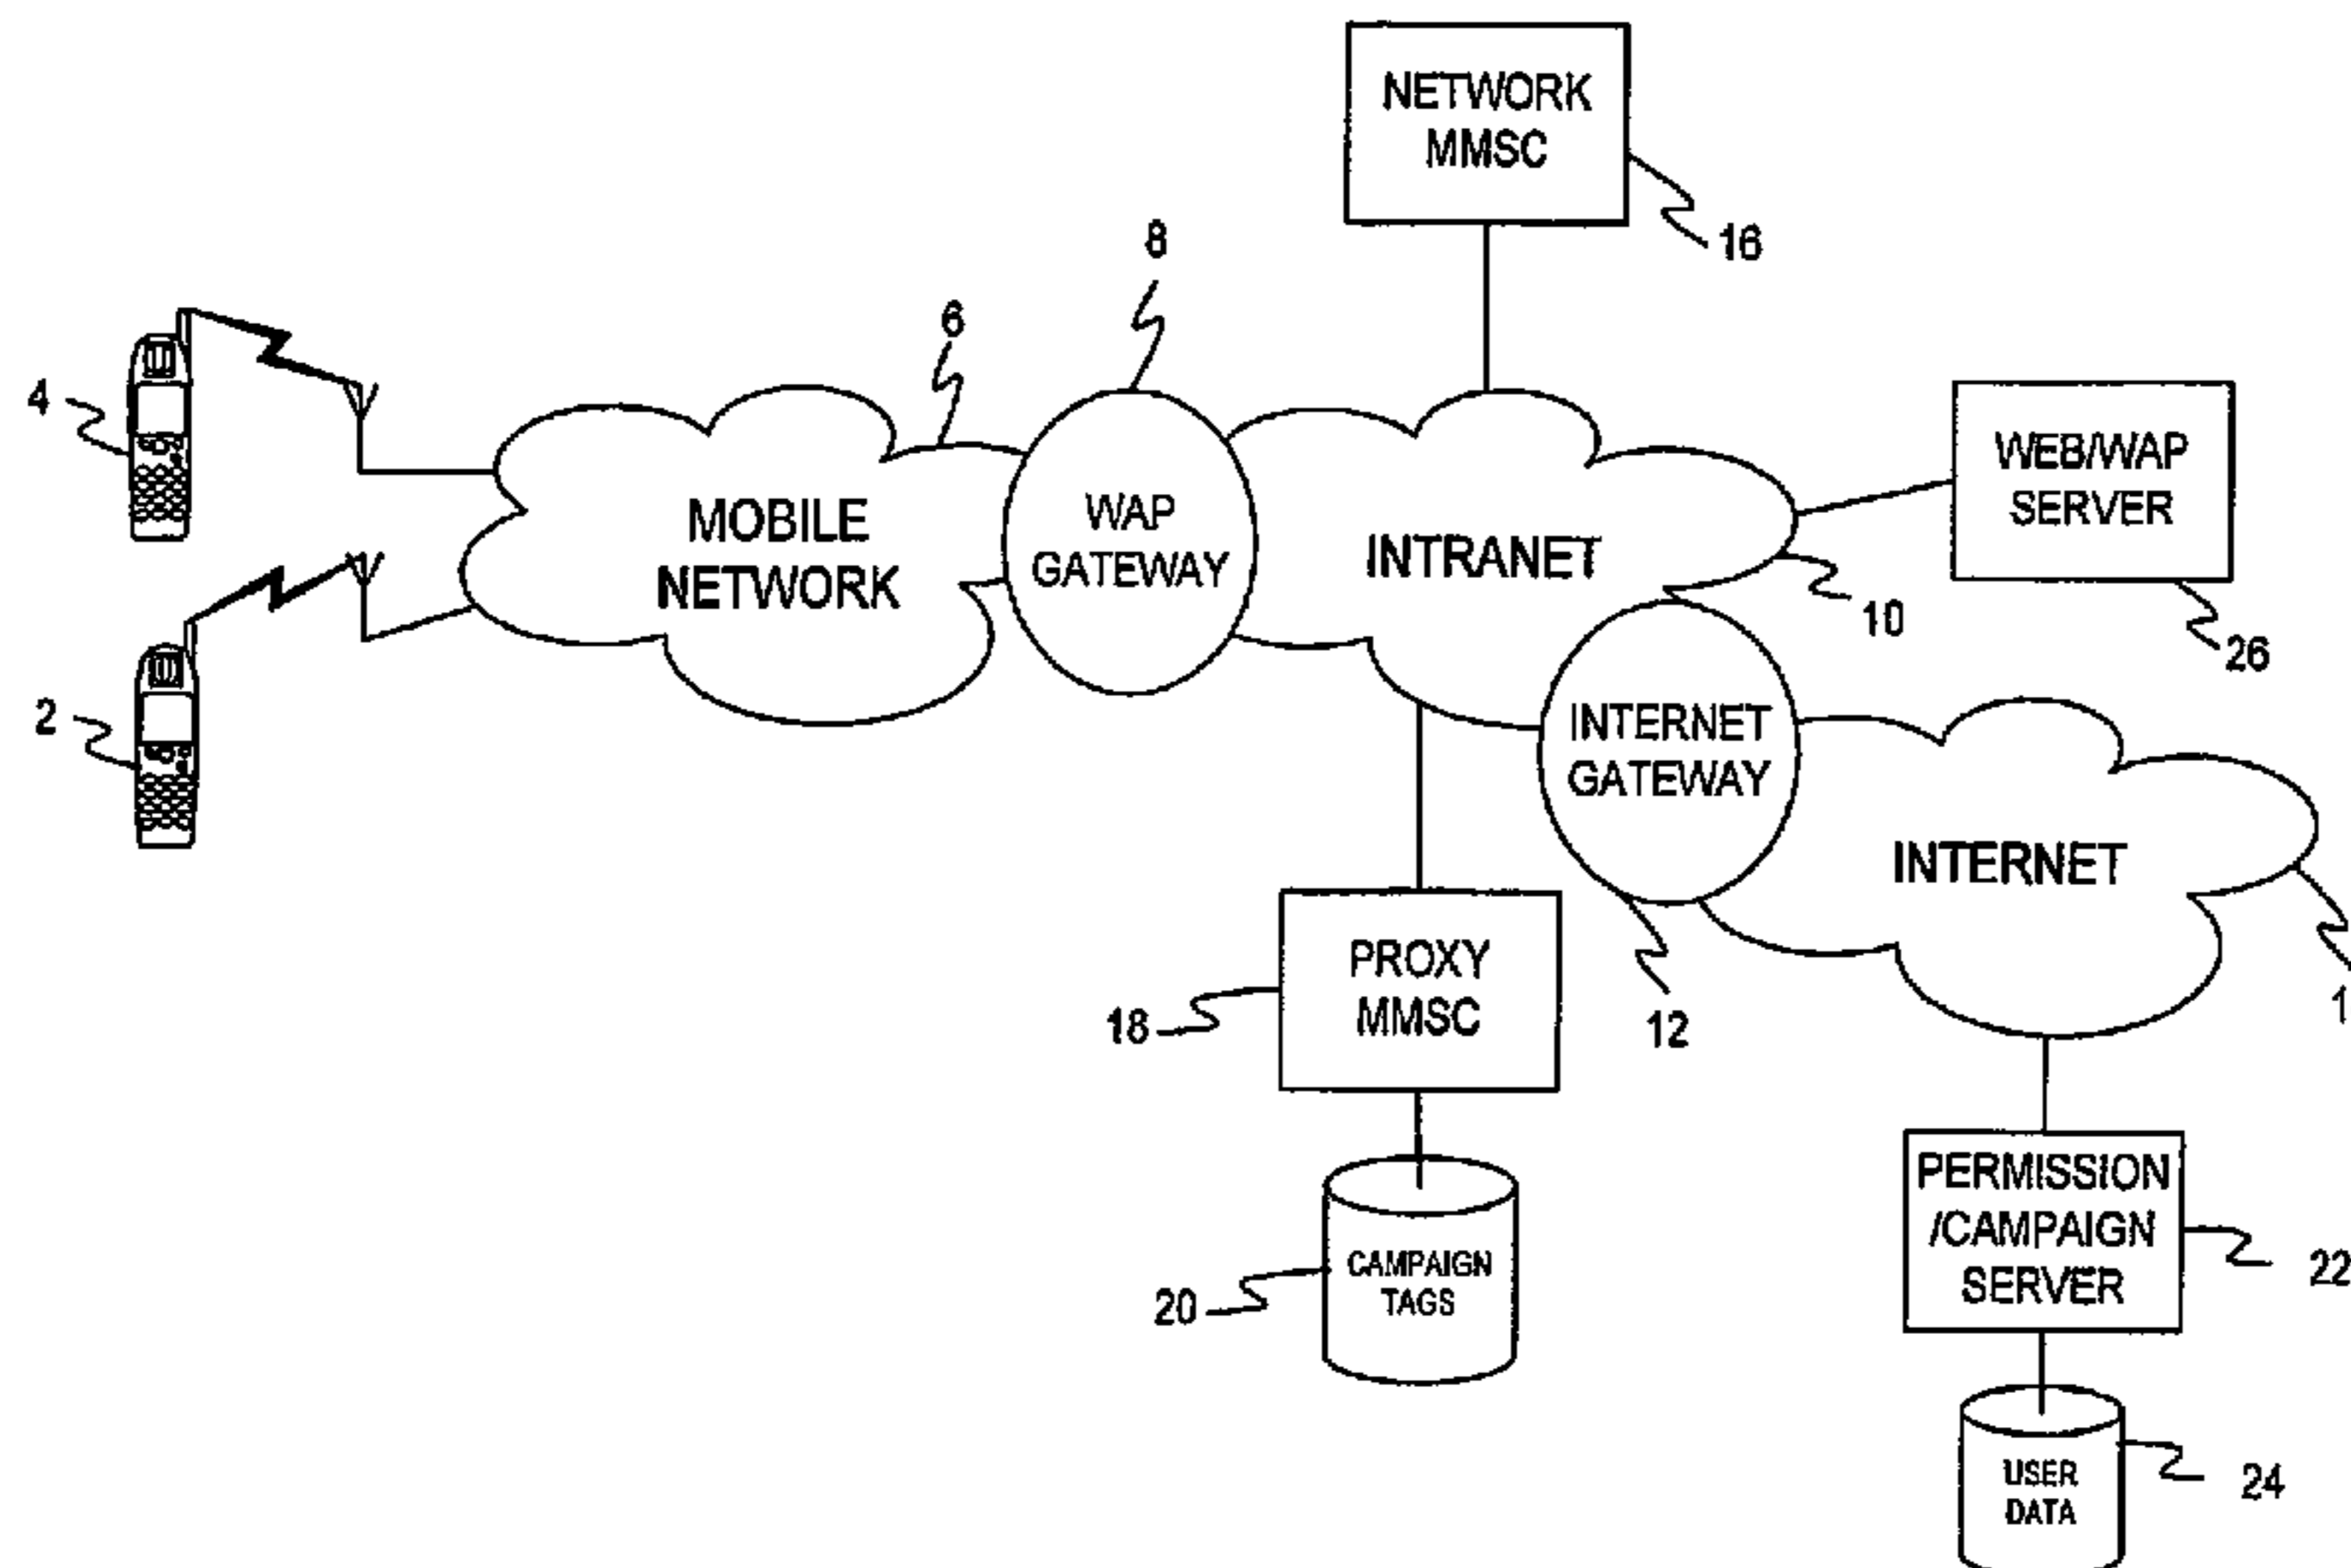 NETWORK
MMSC
16
8
6
4
MOBILE
NETWORK
WAP
GATEWAY
INTRANET
WEB/WAP
SERVER
10
26
2
INTERNET
GATEWAY
INTERNET
PROXY
MMSC
18
12
1
CAMPAIGN
TAGS
20
PERMISSION
/CAMPAIGN
SERVER
22
USER
DATA
24